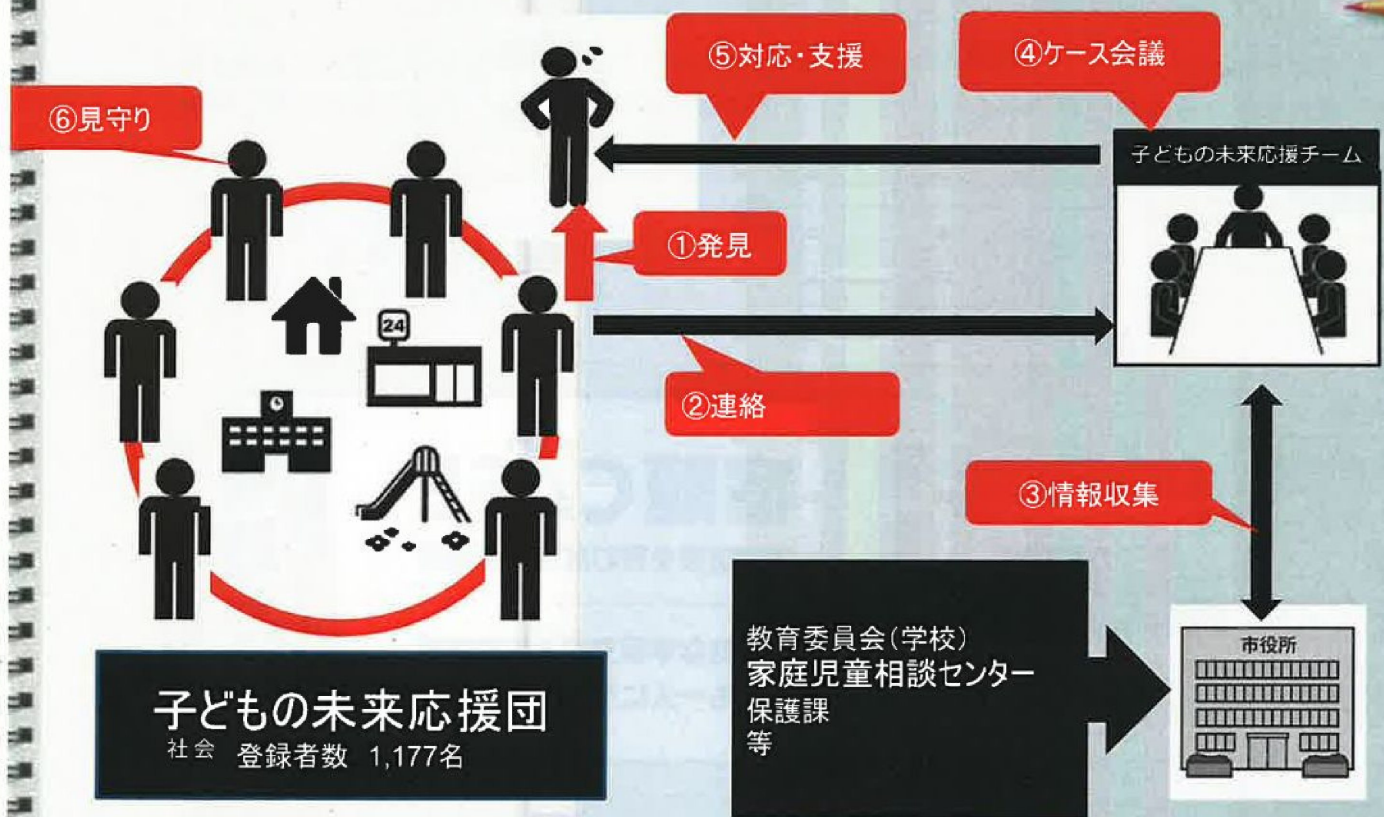 ⑤対応・支援
④ケース会議
⑥見守り
子どもの未来応援チーム
①発見
24
②連絡
③情報収集
教育委員会(学校)
家庭児童相談センター
保護課
等
市役所
子どもの未来応援団
社会 登録者数 1,177名